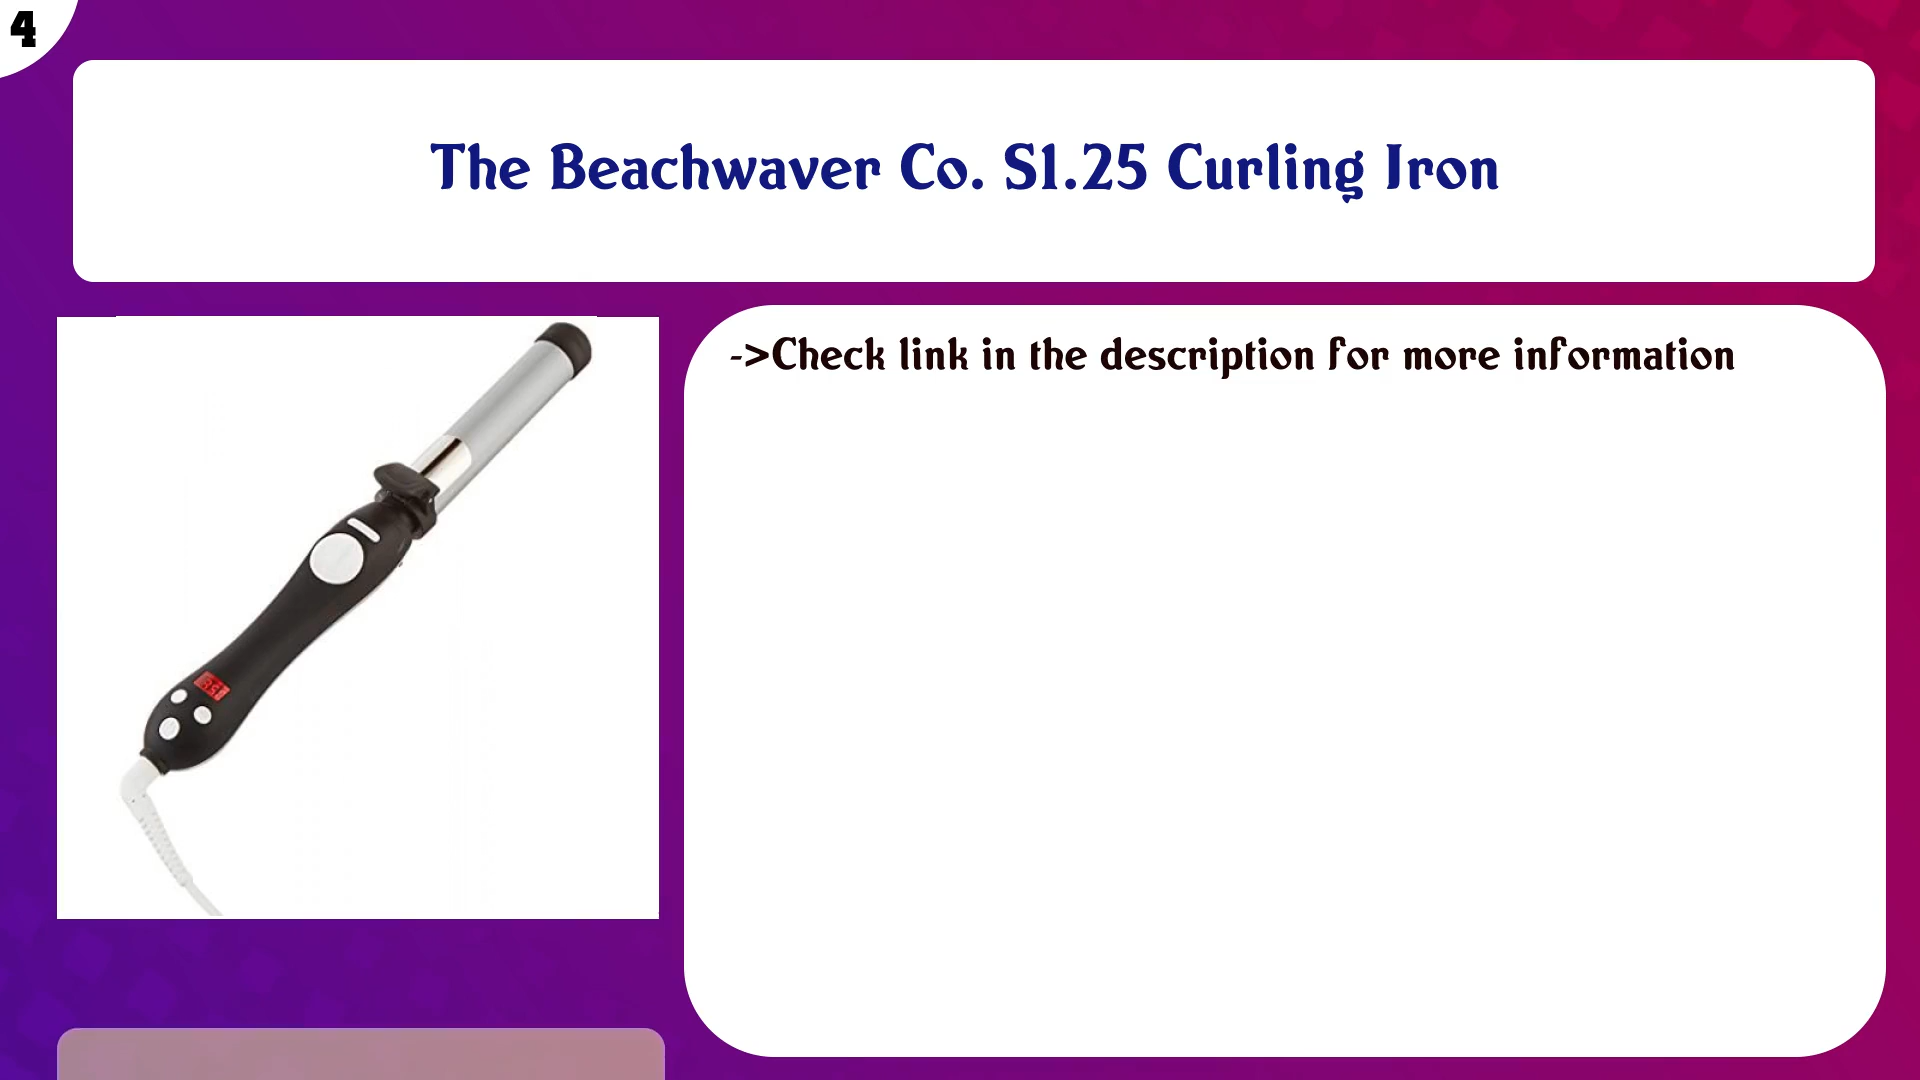 4
The Beachwaver Co. S1.25 Curling Iron
->Check link in the description for more information